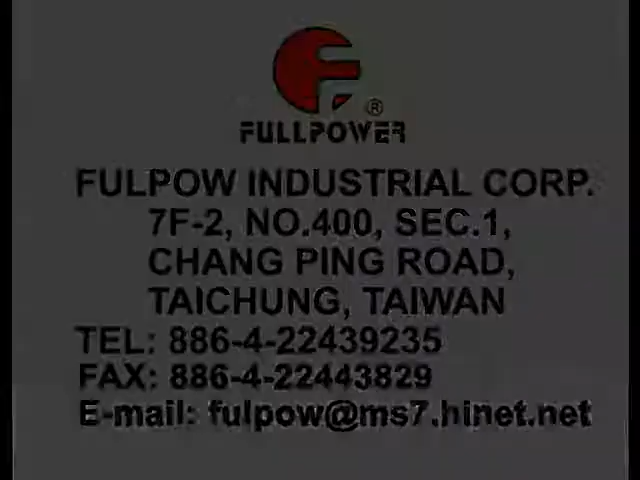 F®
FULLPOWER
FULPOW INDUSTRIAL CORP.
7F-2, NO.400, SEC.1,
CHANG PING ROAD,
TAICHUNG, TAIWAN
TEL: 886-4-22439235
FAX: 886-4-22443829
E-mail: fulpow@ms7.hinet.net